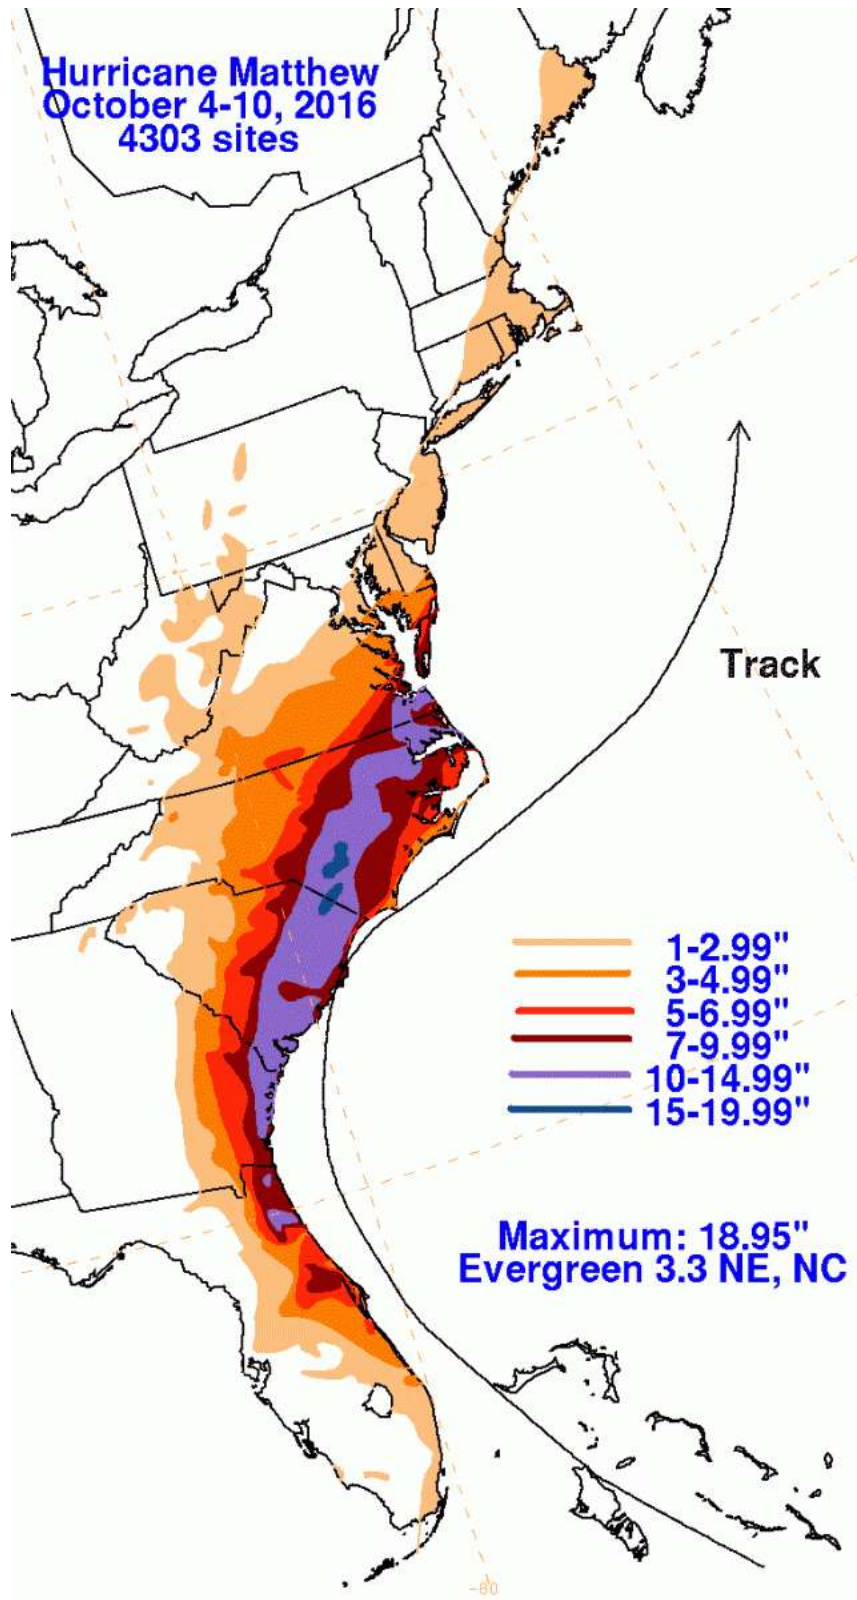 Hurricane Matthew
October 4-10, 2016
4303 sites
Track
1-2.99"
3-4.99"
5-6.99"
7-9.99"
10-14.99"
15-19.99"
Maximum: 18.95"
Evergreen 3.3 NE, NC
-80